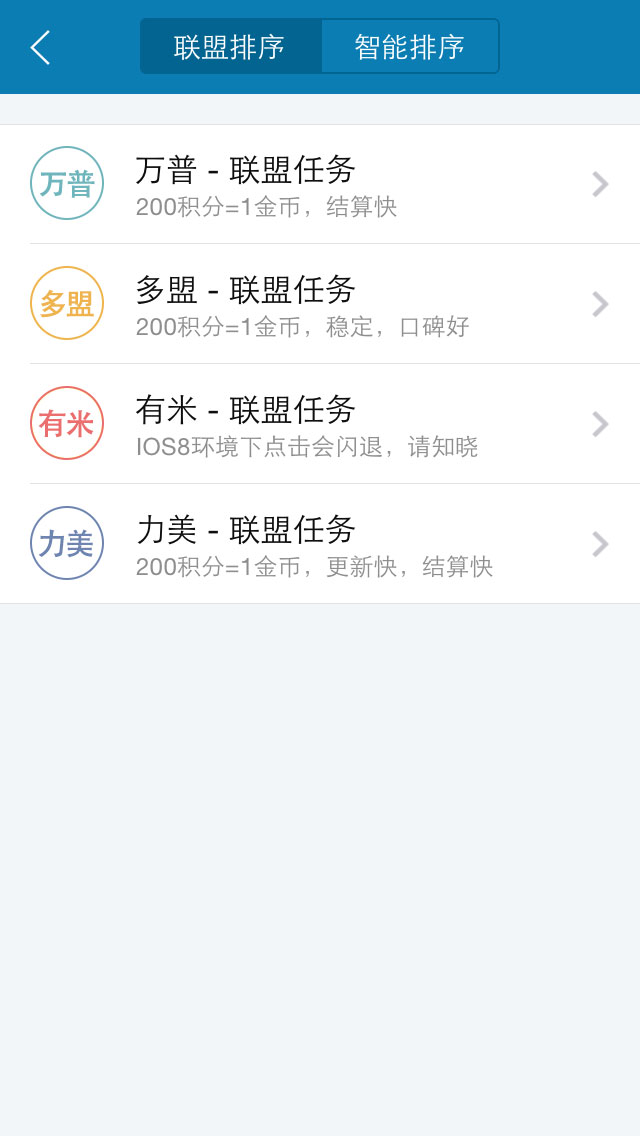 联盟排序 智能排序
万普
万普 - 联盟任务
200积分=1金币，结算快
多盟
多盟 - 联盟任务
200积分=1金币，稳定，口碑好
有米
有米 - 联盟任务
IOS8环境下点击会闪退，请知晓
力美
力美 - 联盟任务
200积分=1金币，更新快，结算快